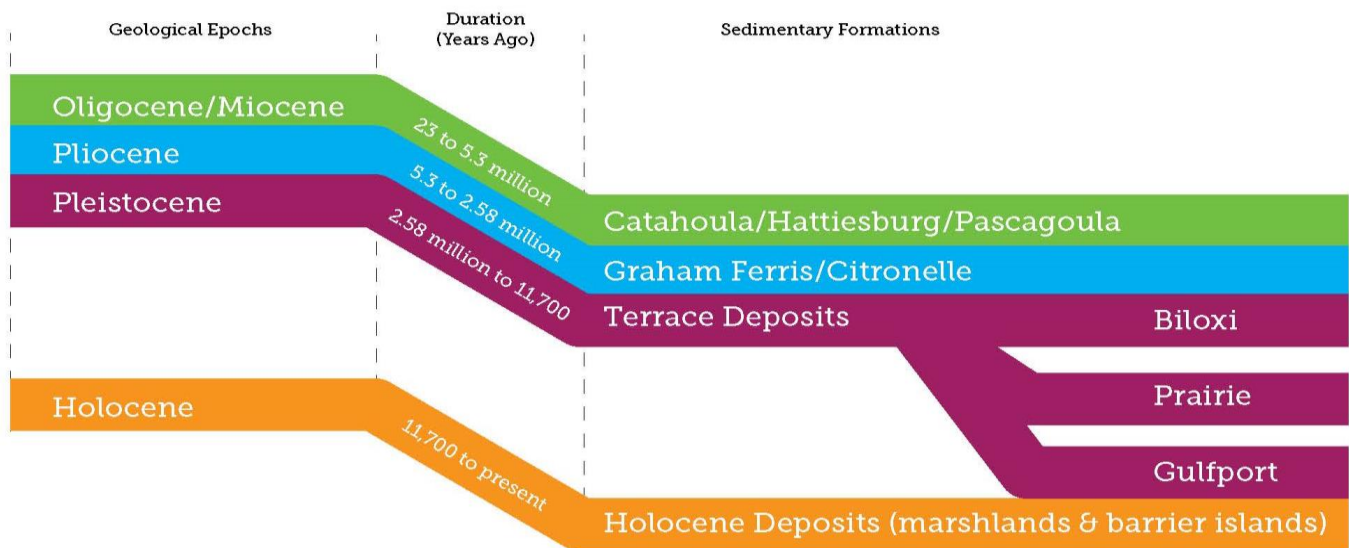 Geological Epochs
Duration
(Years Ago)
Sedimentary Formations
Oligocene/Miocene
23 to 5.3 million
Catahoula/Hattiesburg/Pascagoula
Pliocene
5.3 to 2.58 million
Graham Ferris/Citronelle
Pleistocene
2.58 million to 11,700
Terrace Deposits
Biloxi
Prairie
Gulfport
Holocene
11,700 to present
Holocene Deposits (marshlands & barrier islands)